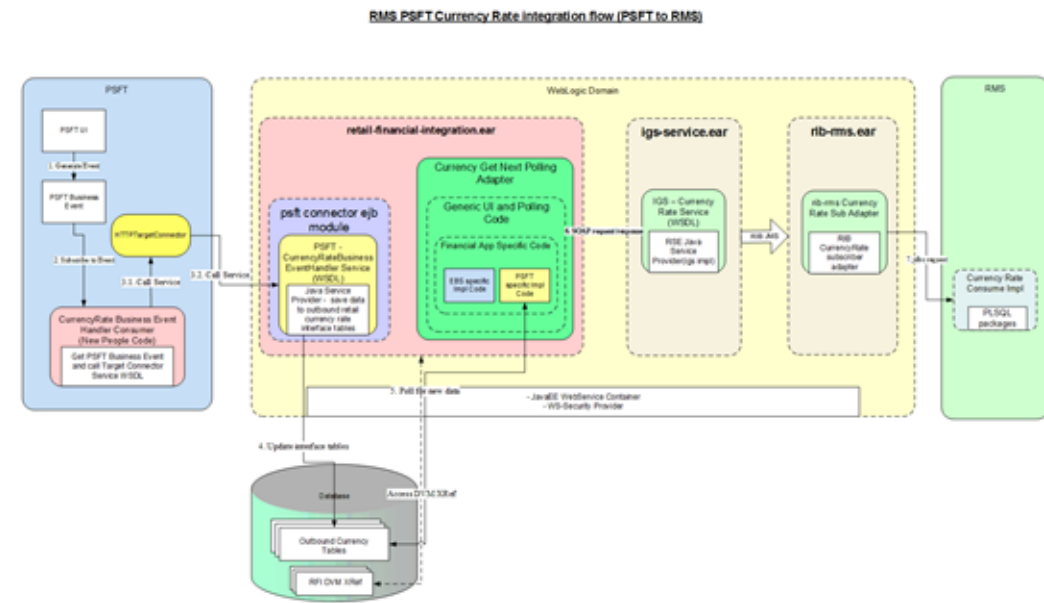 RMS PSFT Currency Rate integration flow (PSFT to RMS)
PSFT
PSFT UI
1. Generate Event
PSFT Business
Event
HTTPTargetConnector
2. Subscribe to Event
3.1. Call Service
CurrencyRate Business Event
Handler Consumer
(New People Code)
Get PSFT Business Event
and call Target Connector
Service WSDL
3.2. Call Service
WebLogic Domain
retail-financial-integration.ear
psft connector ejb
module
PSFT -
CurrencyRateBusiness
EventHandler Service
(WSDL)
Java Service
Provider - save data
to outbound retail
currency rate
interface tables
Currency Get Next Polling
Adapter
Generic UI and Polling
Code
Financial App Specific Code
EBS specific
Impl Code
PSFT
specific Impl
Code
6. SOAP request/response
igs-service.ear
IGS – Currency
Rate Service
(WSDL)
RSE Java
Service
Provider(igs impl)
rib-rms.ear
rib-rms Currency
Rate Sub Adapter
RIB
CurrencyRate
subscriber
adapter
RMS
Currency Rate
Consume Impl
PLSQL
packages
5. Poll for new data
- JavaEE WebService Container
- WS-Security Provider
4. Update interface tables
Access DVM/XRef
Database
Outbound Currency
Tables
RFI DVM XRef